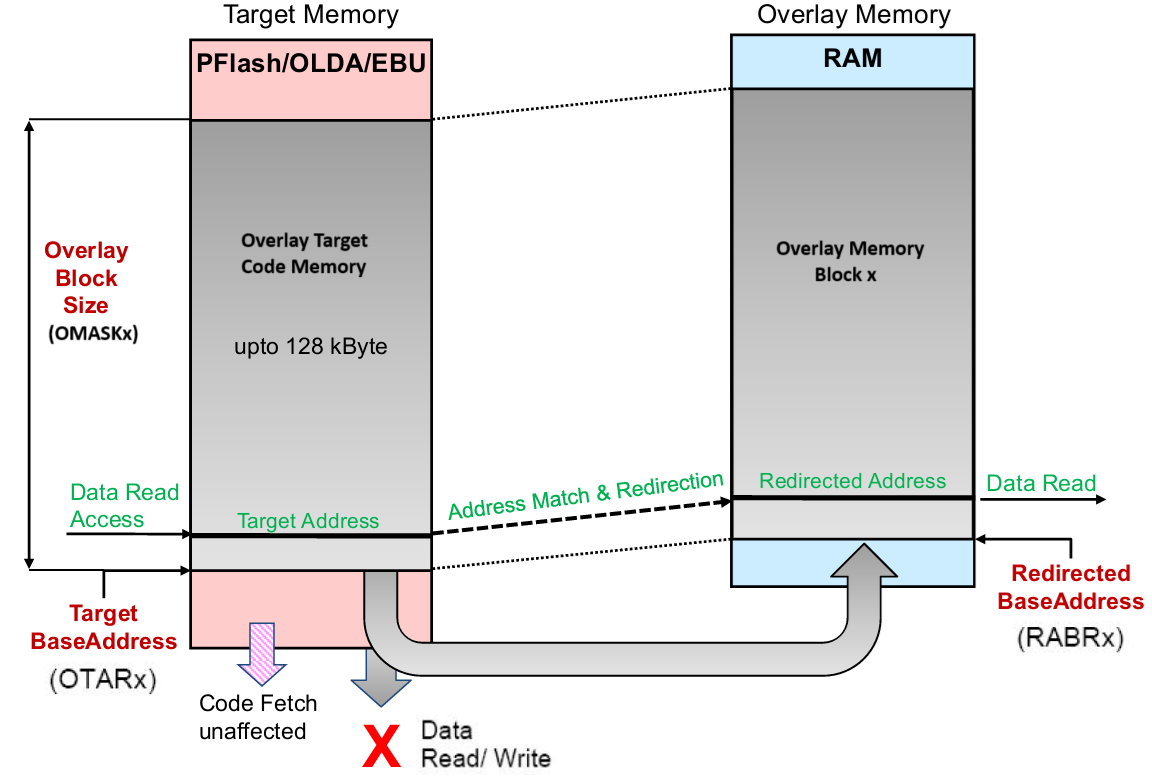 Target Memory
Overlay Memory
PFlash/OLDA/EBU
RAM
Overlay
Block
Size
(OMASKx)
Overlay Target
Code Memory
upto 128 kByte
Overlay Memory
Block x
Data Read
Access
Target Address
Address Match & Redirection
Redirected Address
Data Read
Target
BaseAddress
(OTARx)
Redirected
BaseAddress
(RABRx)
Code Fetch
unaffected
X
Data
Read/ Write